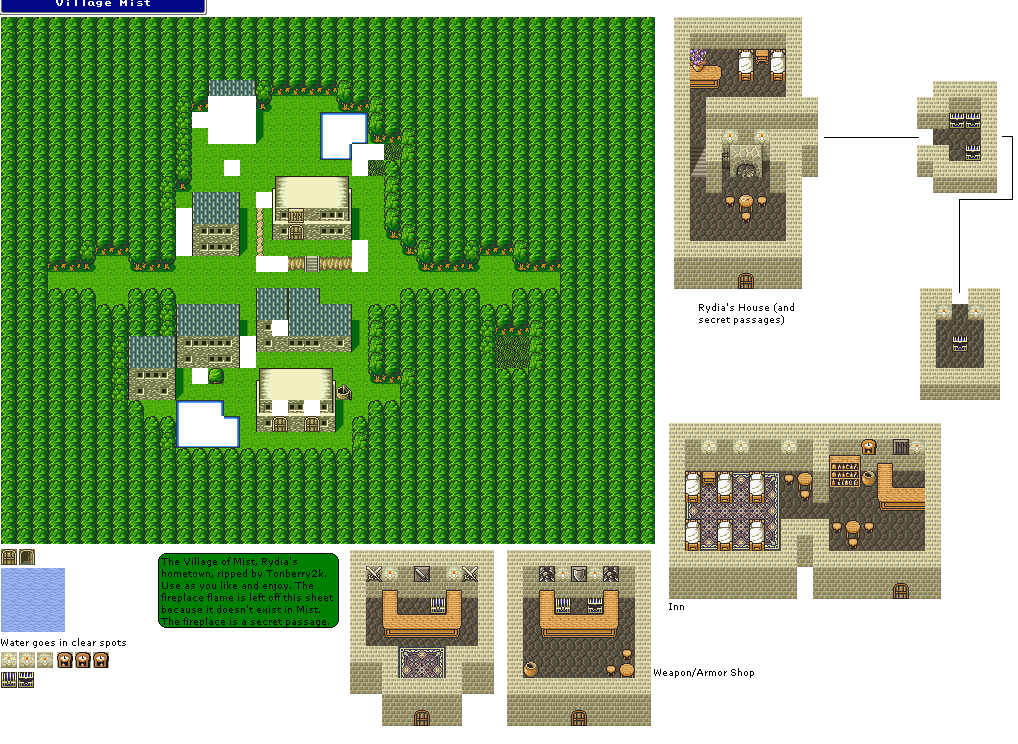 Village Mist
Rydia's House (and
secret passages)
The Village of Mist, Rydia's
hometown, ripped by Tonberry2k.
Use as you like and enjoy. The
fireplace flame is left off this sheet
because it doesn't exist in Mist.
The fireplace is a secret passage.
Inn
Water goes in clear spots
Weapon/Armor Shop